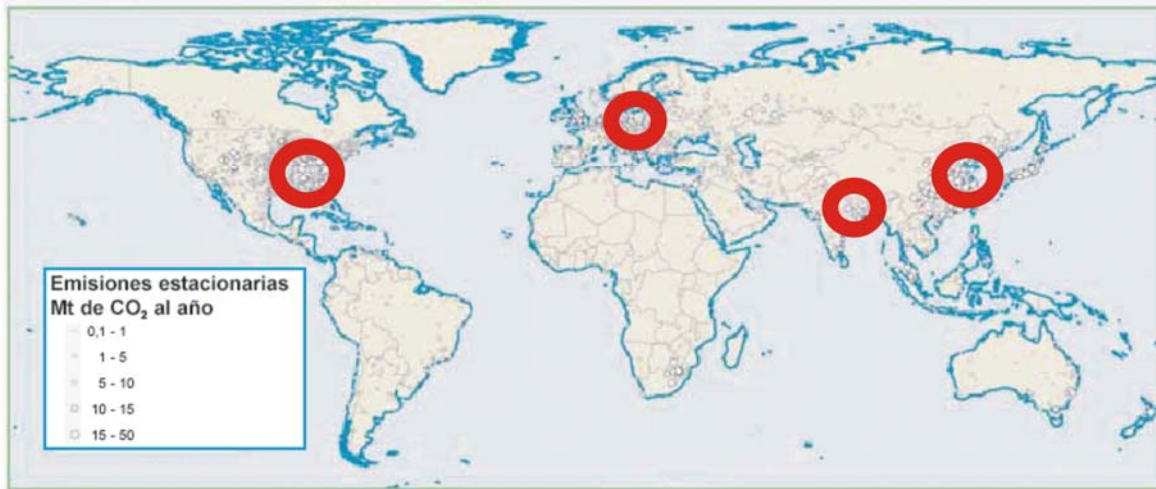 Emisiones estacionarias
Mt de CO₂ al año
0,1 - 1
1 - 5
5 - 10
10 - 15
15 - 50